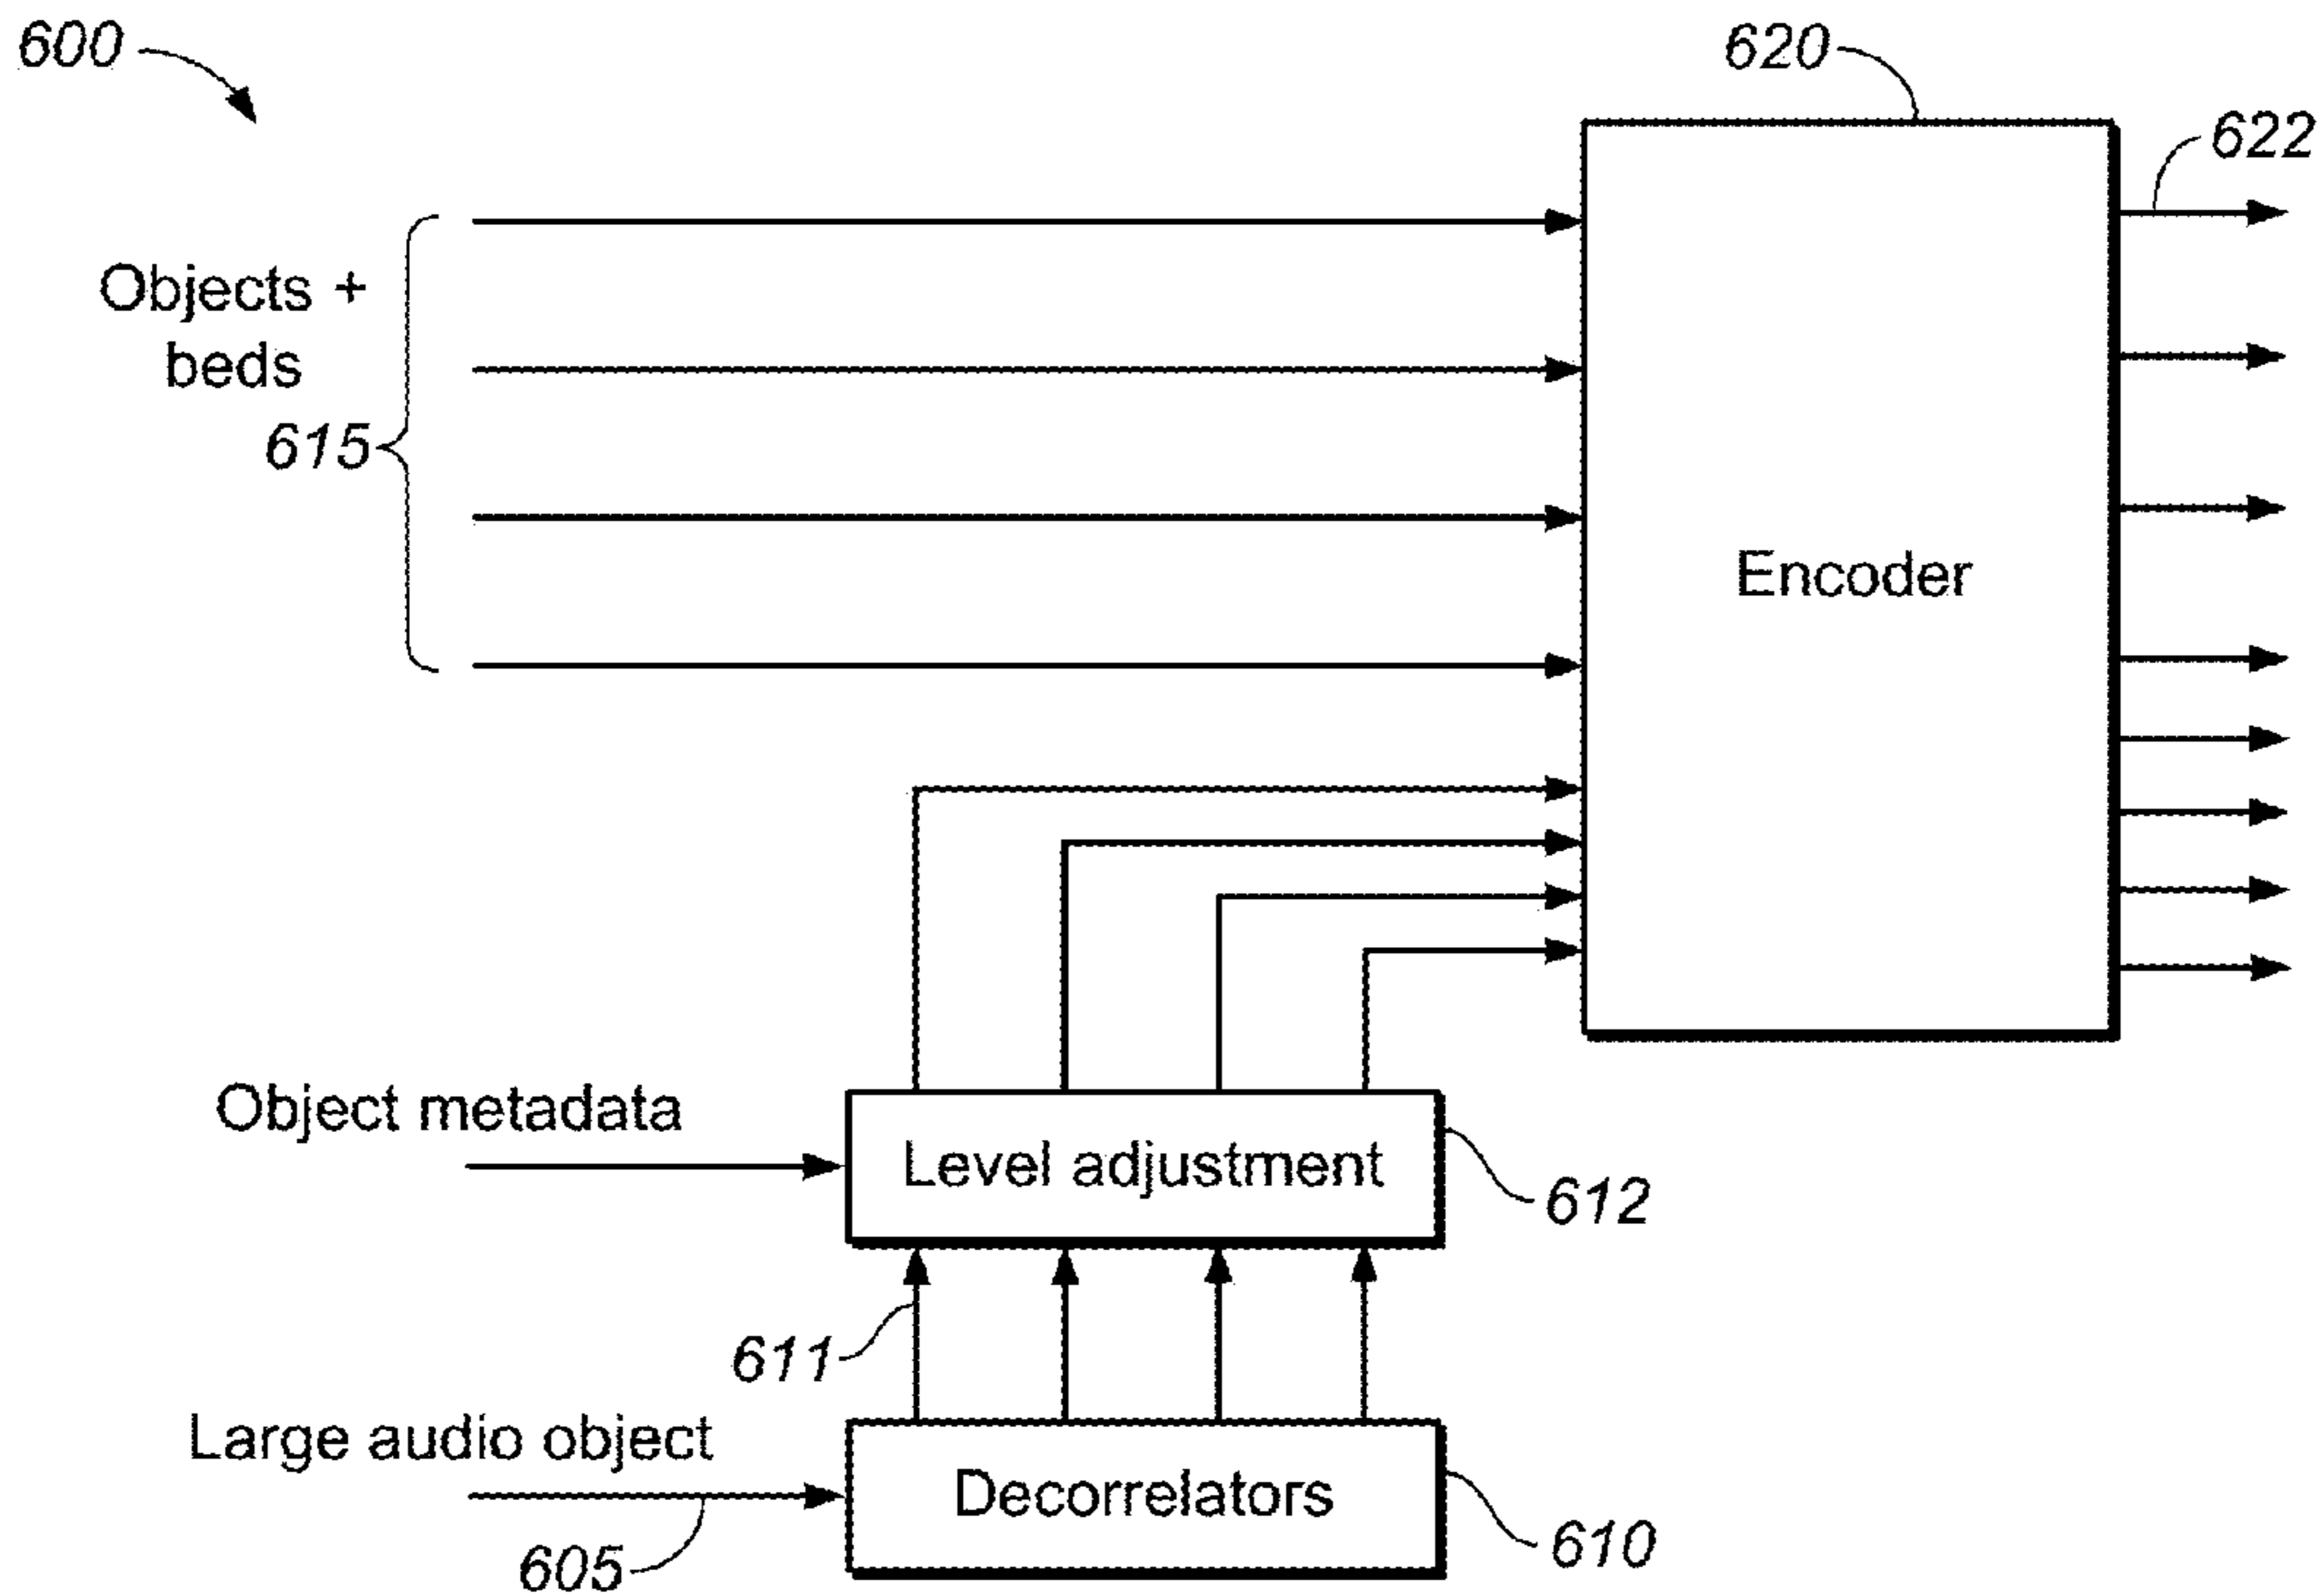 600
620
622
Objects +
beds
615
Encoder
Object metadata
Level adjustment
612
611
Large audio object
Decorrelators
605
610